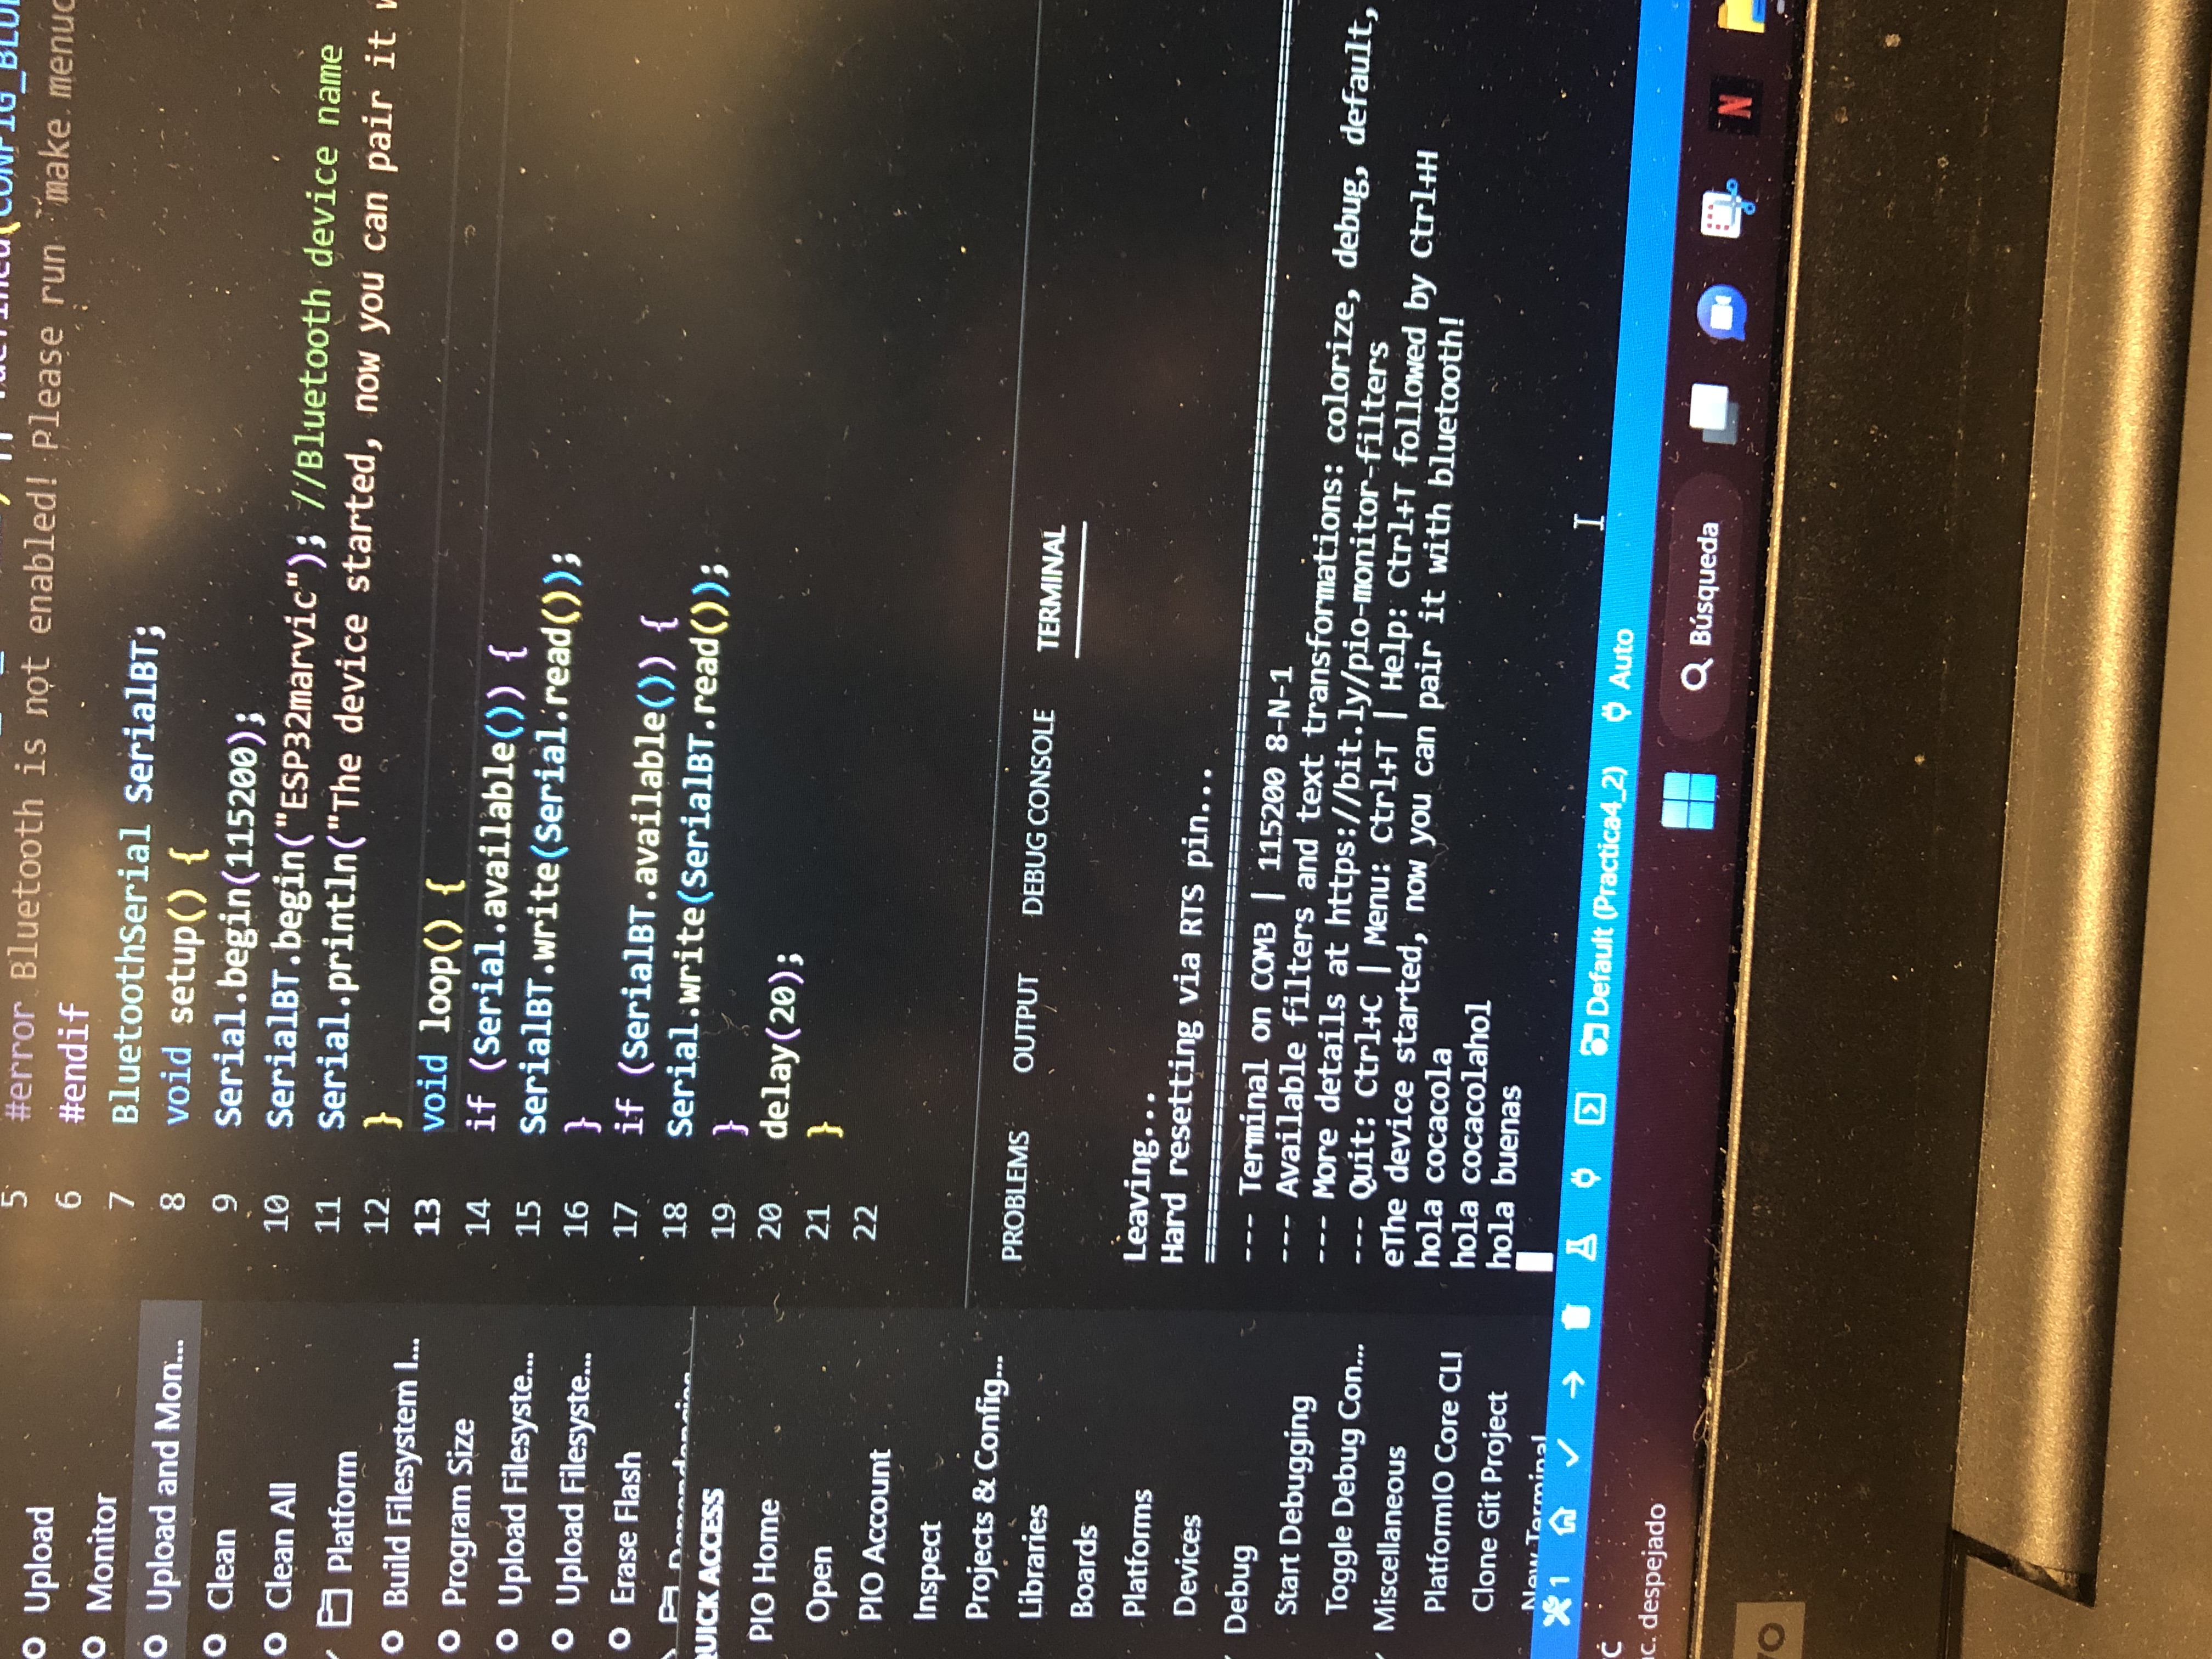 Upload
Monitor
Upload and Mon...
Clean
Clean All
Platform
Build Filesystem I...
Program Size
Upload Filesyste...
Upload Filesyste...
Erase Flash
Dependencies
QUICK ACCESS
PIO Home
Open
PIO Account
Inspect
Projects & Config...
Libraries
Boards
Platforms
Devices
Debug
Start Debugging
Toggle Debug Con...
Miscellaneous
PlatformIO Core CLI
Clone Git Project
New Terminal
5 #error Bluetooth is not enabled! Please run `make menuc
6 #endif
7 BluetoothSerial SerialBT;
8 void setup() {
9 Serial.begin(115200);
10 SerialBT.begin("ESP32marvic"); //Bluetooth device name
11 Serial.println("The device started, now you can pair it w
12 }
13 void loop() {
14 if (Serial.available()) {
15 SerialBT.write(Serial.read());
16 }
17 if (SerialBT.available()) {
18 Serial.write(SerialBT.read());
19 }
20 delay(20);
21 }
22
PROBLEMS OUTPUT DEBUG CONSOLE TERMINAL
Leaving...
Hard resetting via RTS pin...
--- Terminal on COM3 | 115200 8-N-1
--- Available filters and text transformations: colorize, debug, default,
--- More details at https://bit.ly/pio-monitor-filters
--- Quit: Ctrl+C | Menu: Ctrl+T | Help: Ctrl+T followed by Ctrl+H
eThe device started, now you can pair it with bluetooth!
hola cocacola
hola cocacolahol
hola buenas
1 Default (Practica4_2) Auto
C
c. despejado
Búsqueda
N
vo